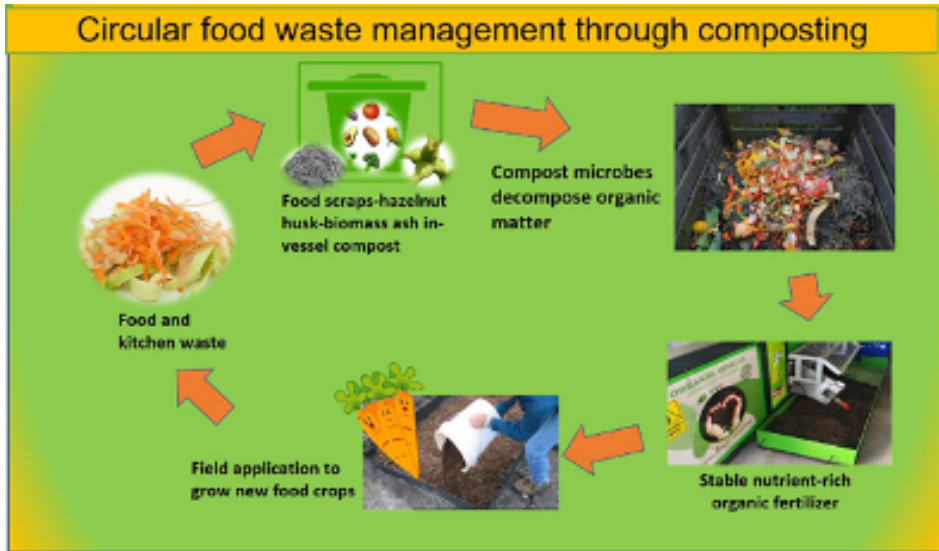 Circular food waste management through composting
Food scraps-hazelnut
husk-biomass ash in-
vessel compost
Compost microbes
decompose organic
matter
Food and
kitchen waste
Stable nutrient-rich
organic fertilizer
Field application to
grow new food crops